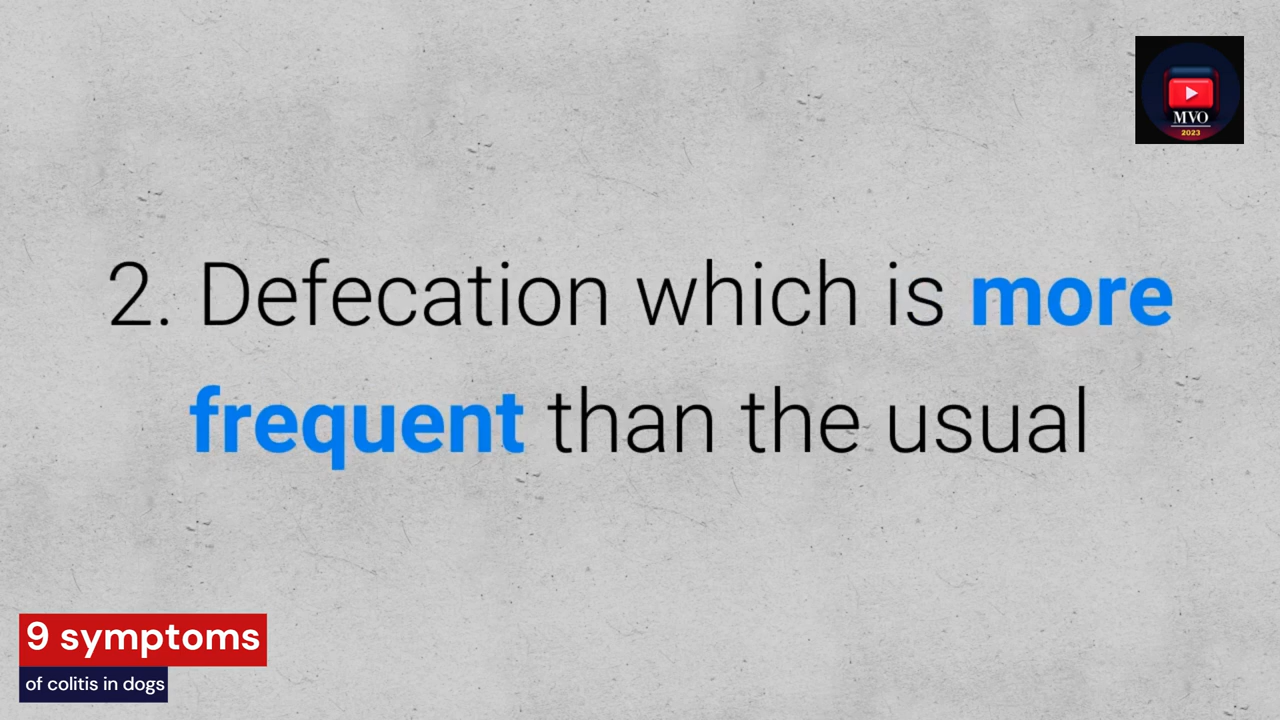 MVO
2023
2. Defecation which is more
frequent than the usual
9 symptoms
of colitis in dogs